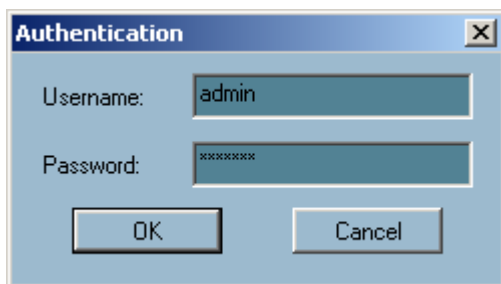 Authentication
Username: admin
Password: *******
OK Cancel